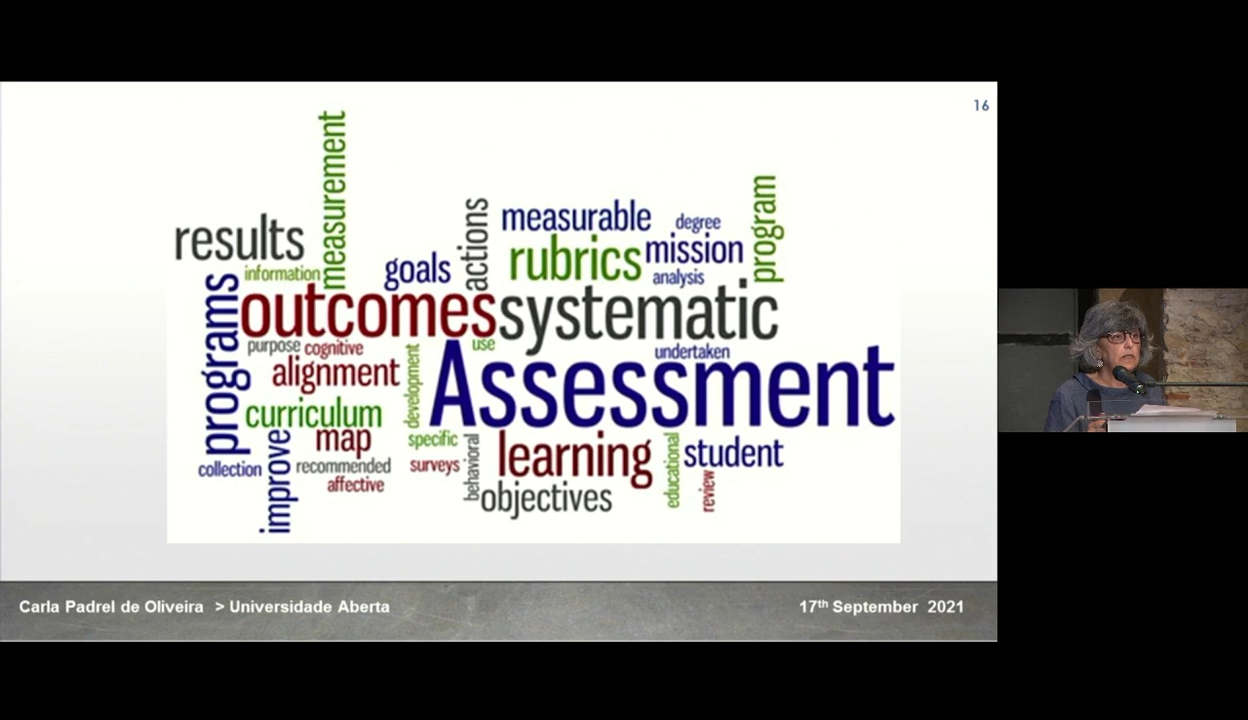 16
measurement
results
actions
measurable
degree
program
goals
rubrics
mission
information
analysis
programs
outcomes
systematic
purpose
cognitive
use
undertaken
alignment
development
Assessment
curriculum
map
specific
learning
student
collection
improve
recommended
surveys
behavioral
educational
review
affective
objectives
Carla Padrel de Oliveira > Universidade Aberta
17th September 2021